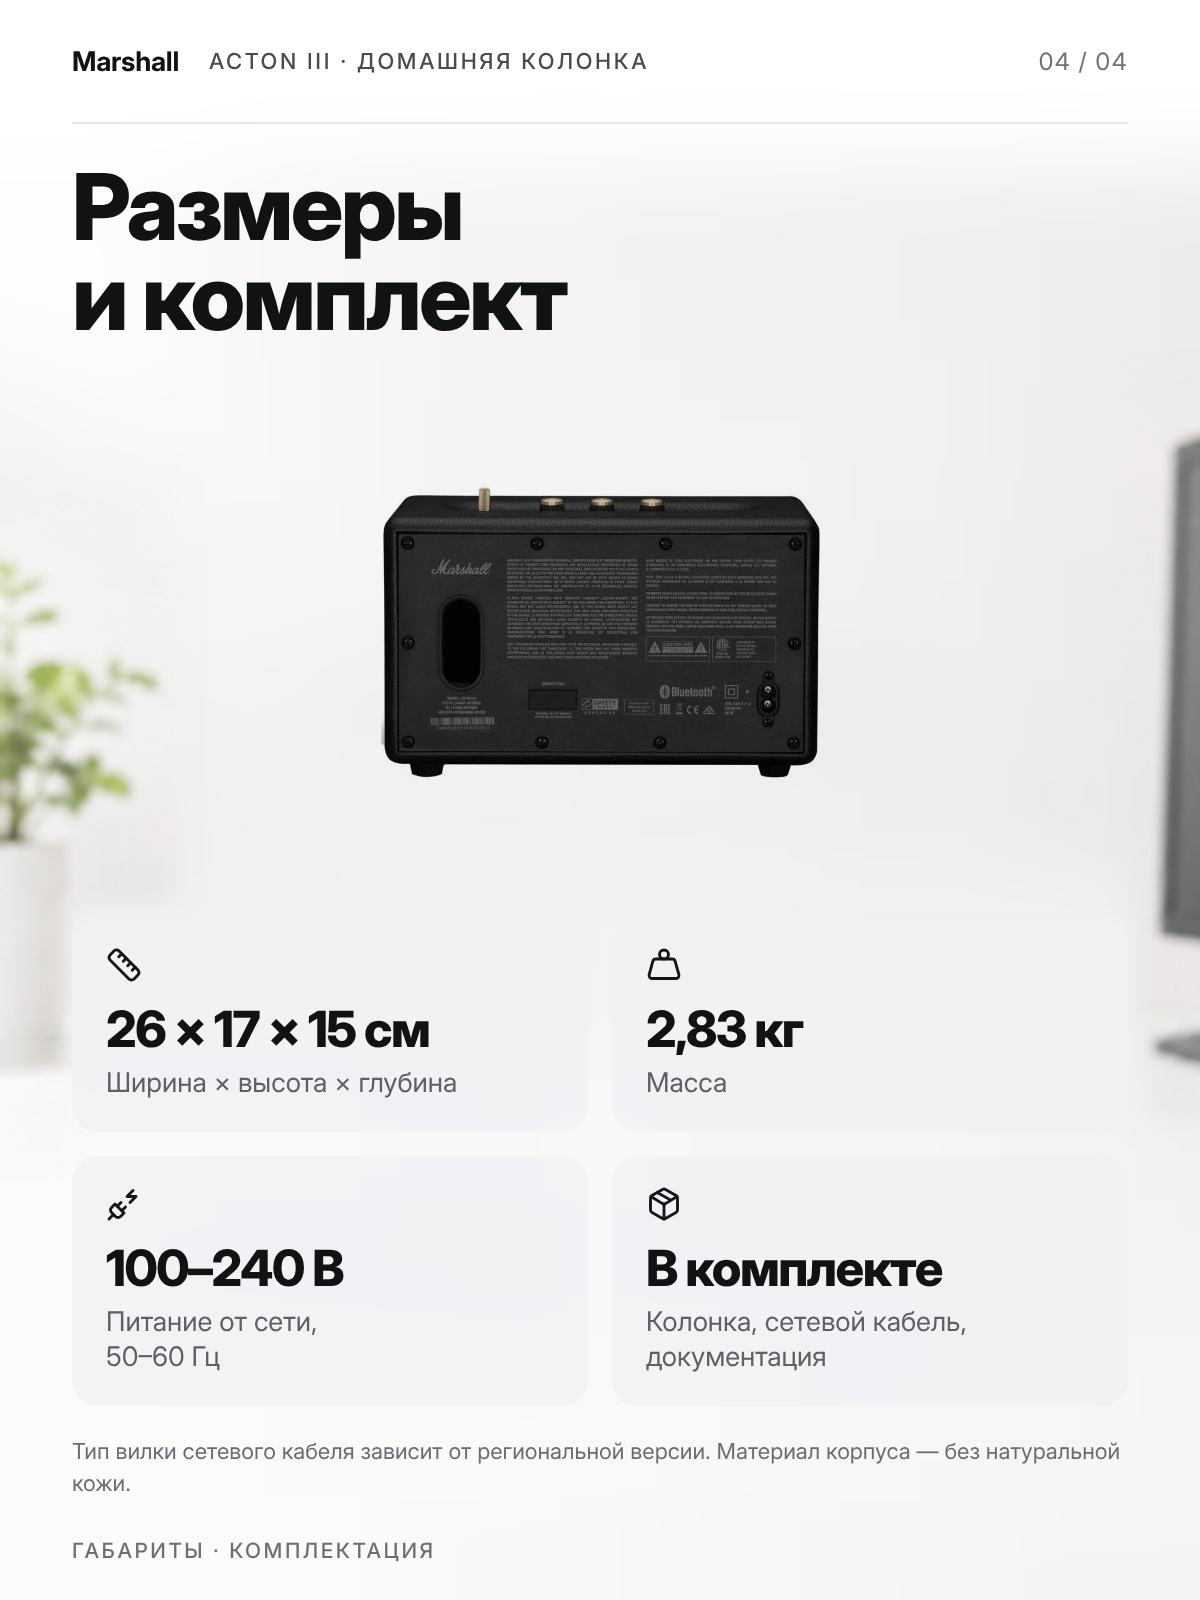 Marshall ACTON III · ДОМАШНЯЯ КОЛОНКА 04 / 04
Размеры
и комплект
Marshall
Bluetooth
26 × 17 × 15 см
Ширина × высота × глубина
2,83 кг
Масса
100–240 В
Питание от сети,
50–60 Гц
В комплекте
Колонка, сетевой кабель,
документация
Тип вилки сетевого кабеля зависит от региональной версии. Материал корпуса — без натуральной
кожи.
ГАБАРИТЫ · КОМПЛЕКТАЦИЯ